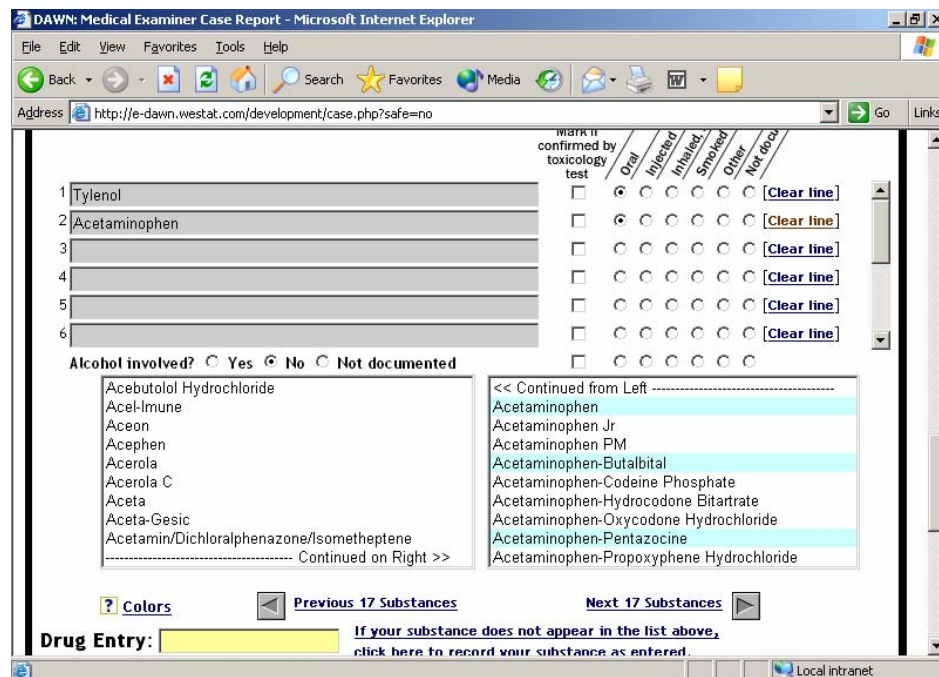 DAWN: Medical Examiner Case Report - Microsoft Internet Explorer
File Edit View Favorites Tools Help
Back Search Favorites Media
Address http://e-dawn.westat.com/development/case.php?safe=no Go Links
Mark if
confirmed by
toxicology
test
Oral Injected Inhaled, Smoked Other Not docu
1 Tylenol [Clear line]
2 Acetaminophen [Clear line]
3 [Clear line]
4 [Clear line]
5 [Clear line]
6 [Clear line]
Alcohol involved? Yes No Not documented
Acebutolol Hydrochloride
Acel-Imune
Aceon
Acephen
Acerola
Acerola C
Aceta
Aceta-Gesic
Acetamin/Dichloralphenazone/Isometheptene
---------------------------------------- Continued on Right >>
<< Continued from Left ---------------------------------------
Acetaminophen
Acetaminophen Jr
Acetaminophen PM
Acetaminophen-Butalbital
Acetaminophen-Codeine Phosphate
Acetaminophen-Hydrocodone Bitartrate
Acetaminophen-Oxycodone Hydrochloride
Acetaminophen-Pentazocine
Acetaminophen-Propoxyphene Hydrochloride
? Colors Previous 17 Substances Next 17 Substances
Drug Entry: If your substance does not appear in the list above,
click here to record your substance as entered.
Local intranet